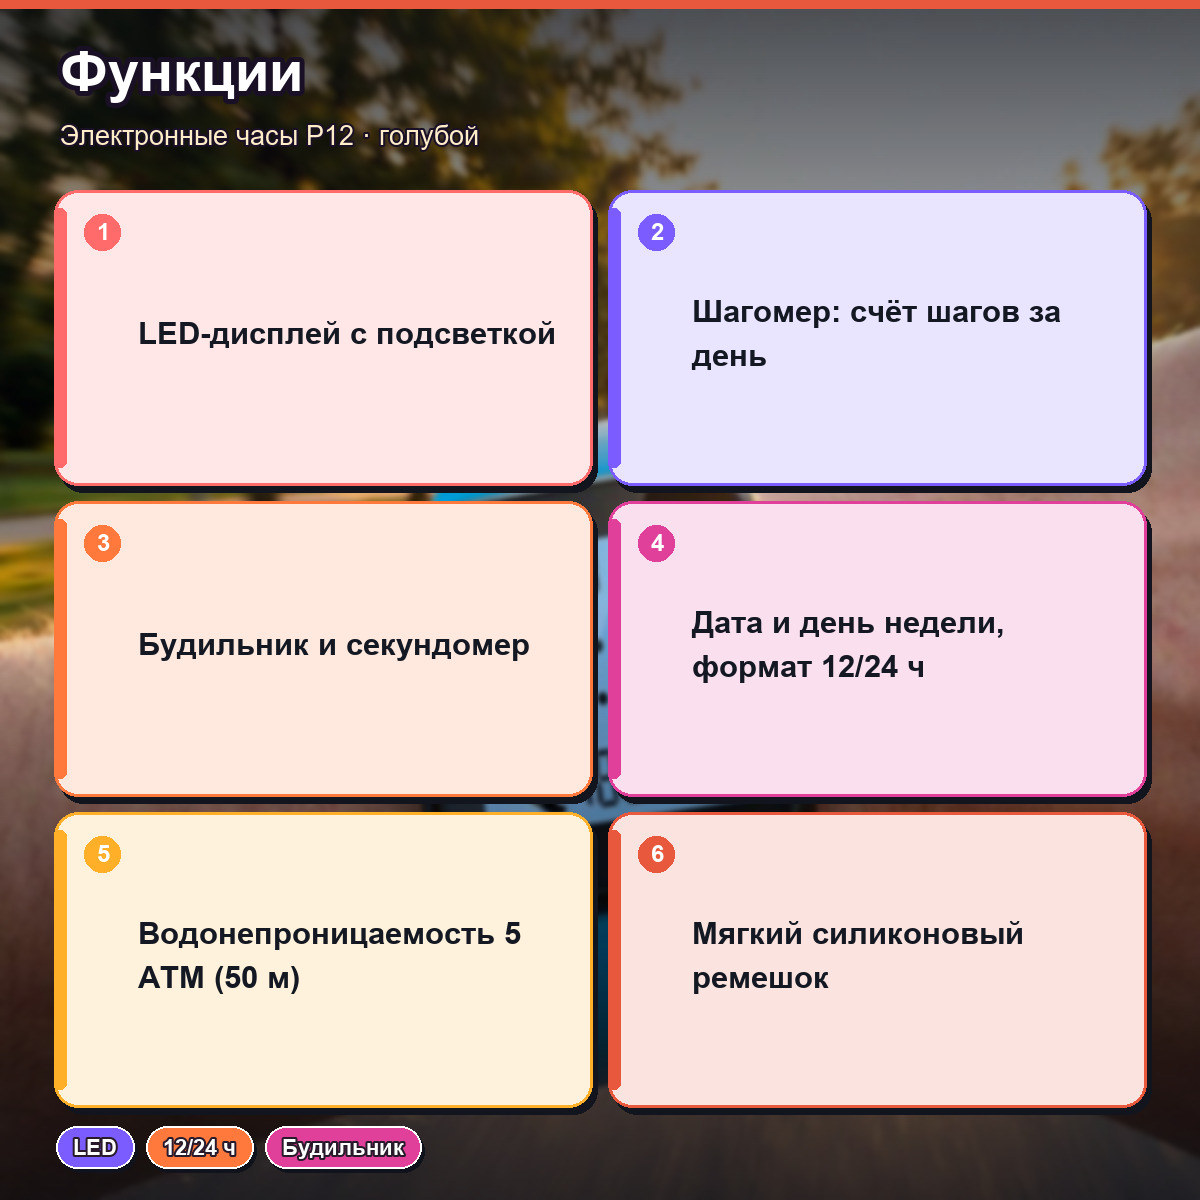 Функции
Электронные часы P12 · голубой
1
LED-дисплей с подсветкой
2
Шагомер: счёт шагов за
день
3
Будильник и секундомер
4
Дата и день недели,
формат 12/24 ч
5
Водонепроницаемость 5
ATM (50 м)
6
Мягкий силиконовый
ремешок
LED
12/24 ч
Будильник